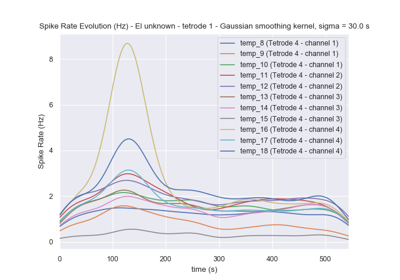 Spike Rate Evolution (Hz) - EI unknown - tetrode 1 - Gaussian smoothing kernel, sigma = 30.0 s
temp_8 (Tetrode 4 - channel 1)
temp_9 (Tetrode 4 - channel 1)
temp_10 (Tetrode 4 - channel 1)
temp_11 (Tetrode 4 - channel 2)
temp_12 (Tetrode 4 - channel 2)
temp_13 (Tetrode 4 - channel 3)
temp_14 (Tetrode 4 - channel 3)
temp_15 (Tetrode 4 - channel 3)
temp_16 (Tetrode 4 - channel 4)
temp_17 (Tetrode 4 - channel 4)
temp_18 (Tetrode 4 - channel 4)
Spike Rate (Hz)
8
6
4
2
0
0 100 200 300 400 500
time (s)